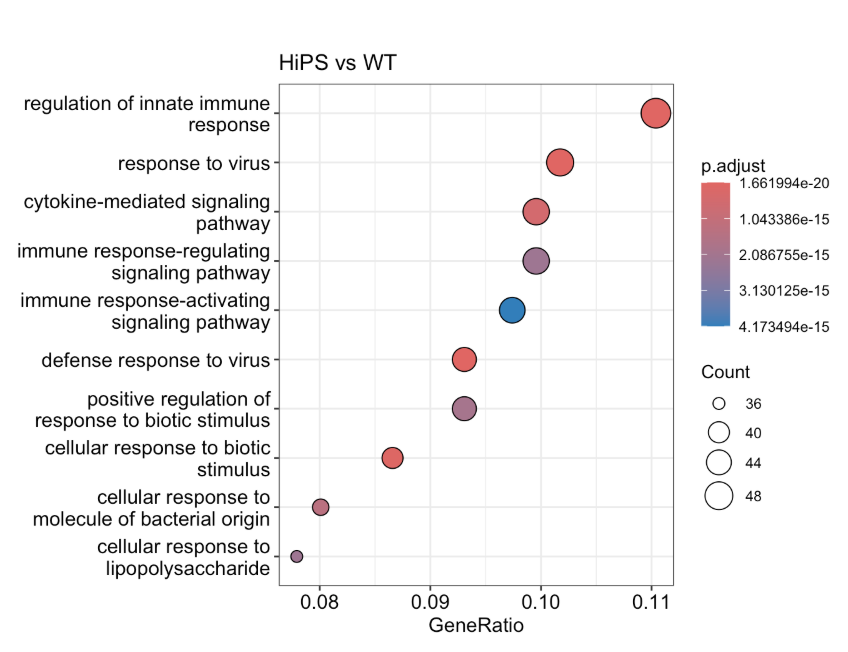 HiPS vs WT
regulation of innate immune
response
response to virus
cytokine-mediated signaling
pathway
immune response-regulating
signaling pathway
immune response-activating
signaling pathway
defense response to virus
positive regulation of
response to biotic stimulus
cellular response to biotic
stimulus
cellular response to
molecule of bacterial origin
cellular response to
lipopolysaccharide
0.08 0.09 0.10 0.11
GeneRatio
p.adjust
1.661994e-20
1.043386e-15
2.086755e-15
3.130125e-15
4.173494e-15
Count
36
40
44
48